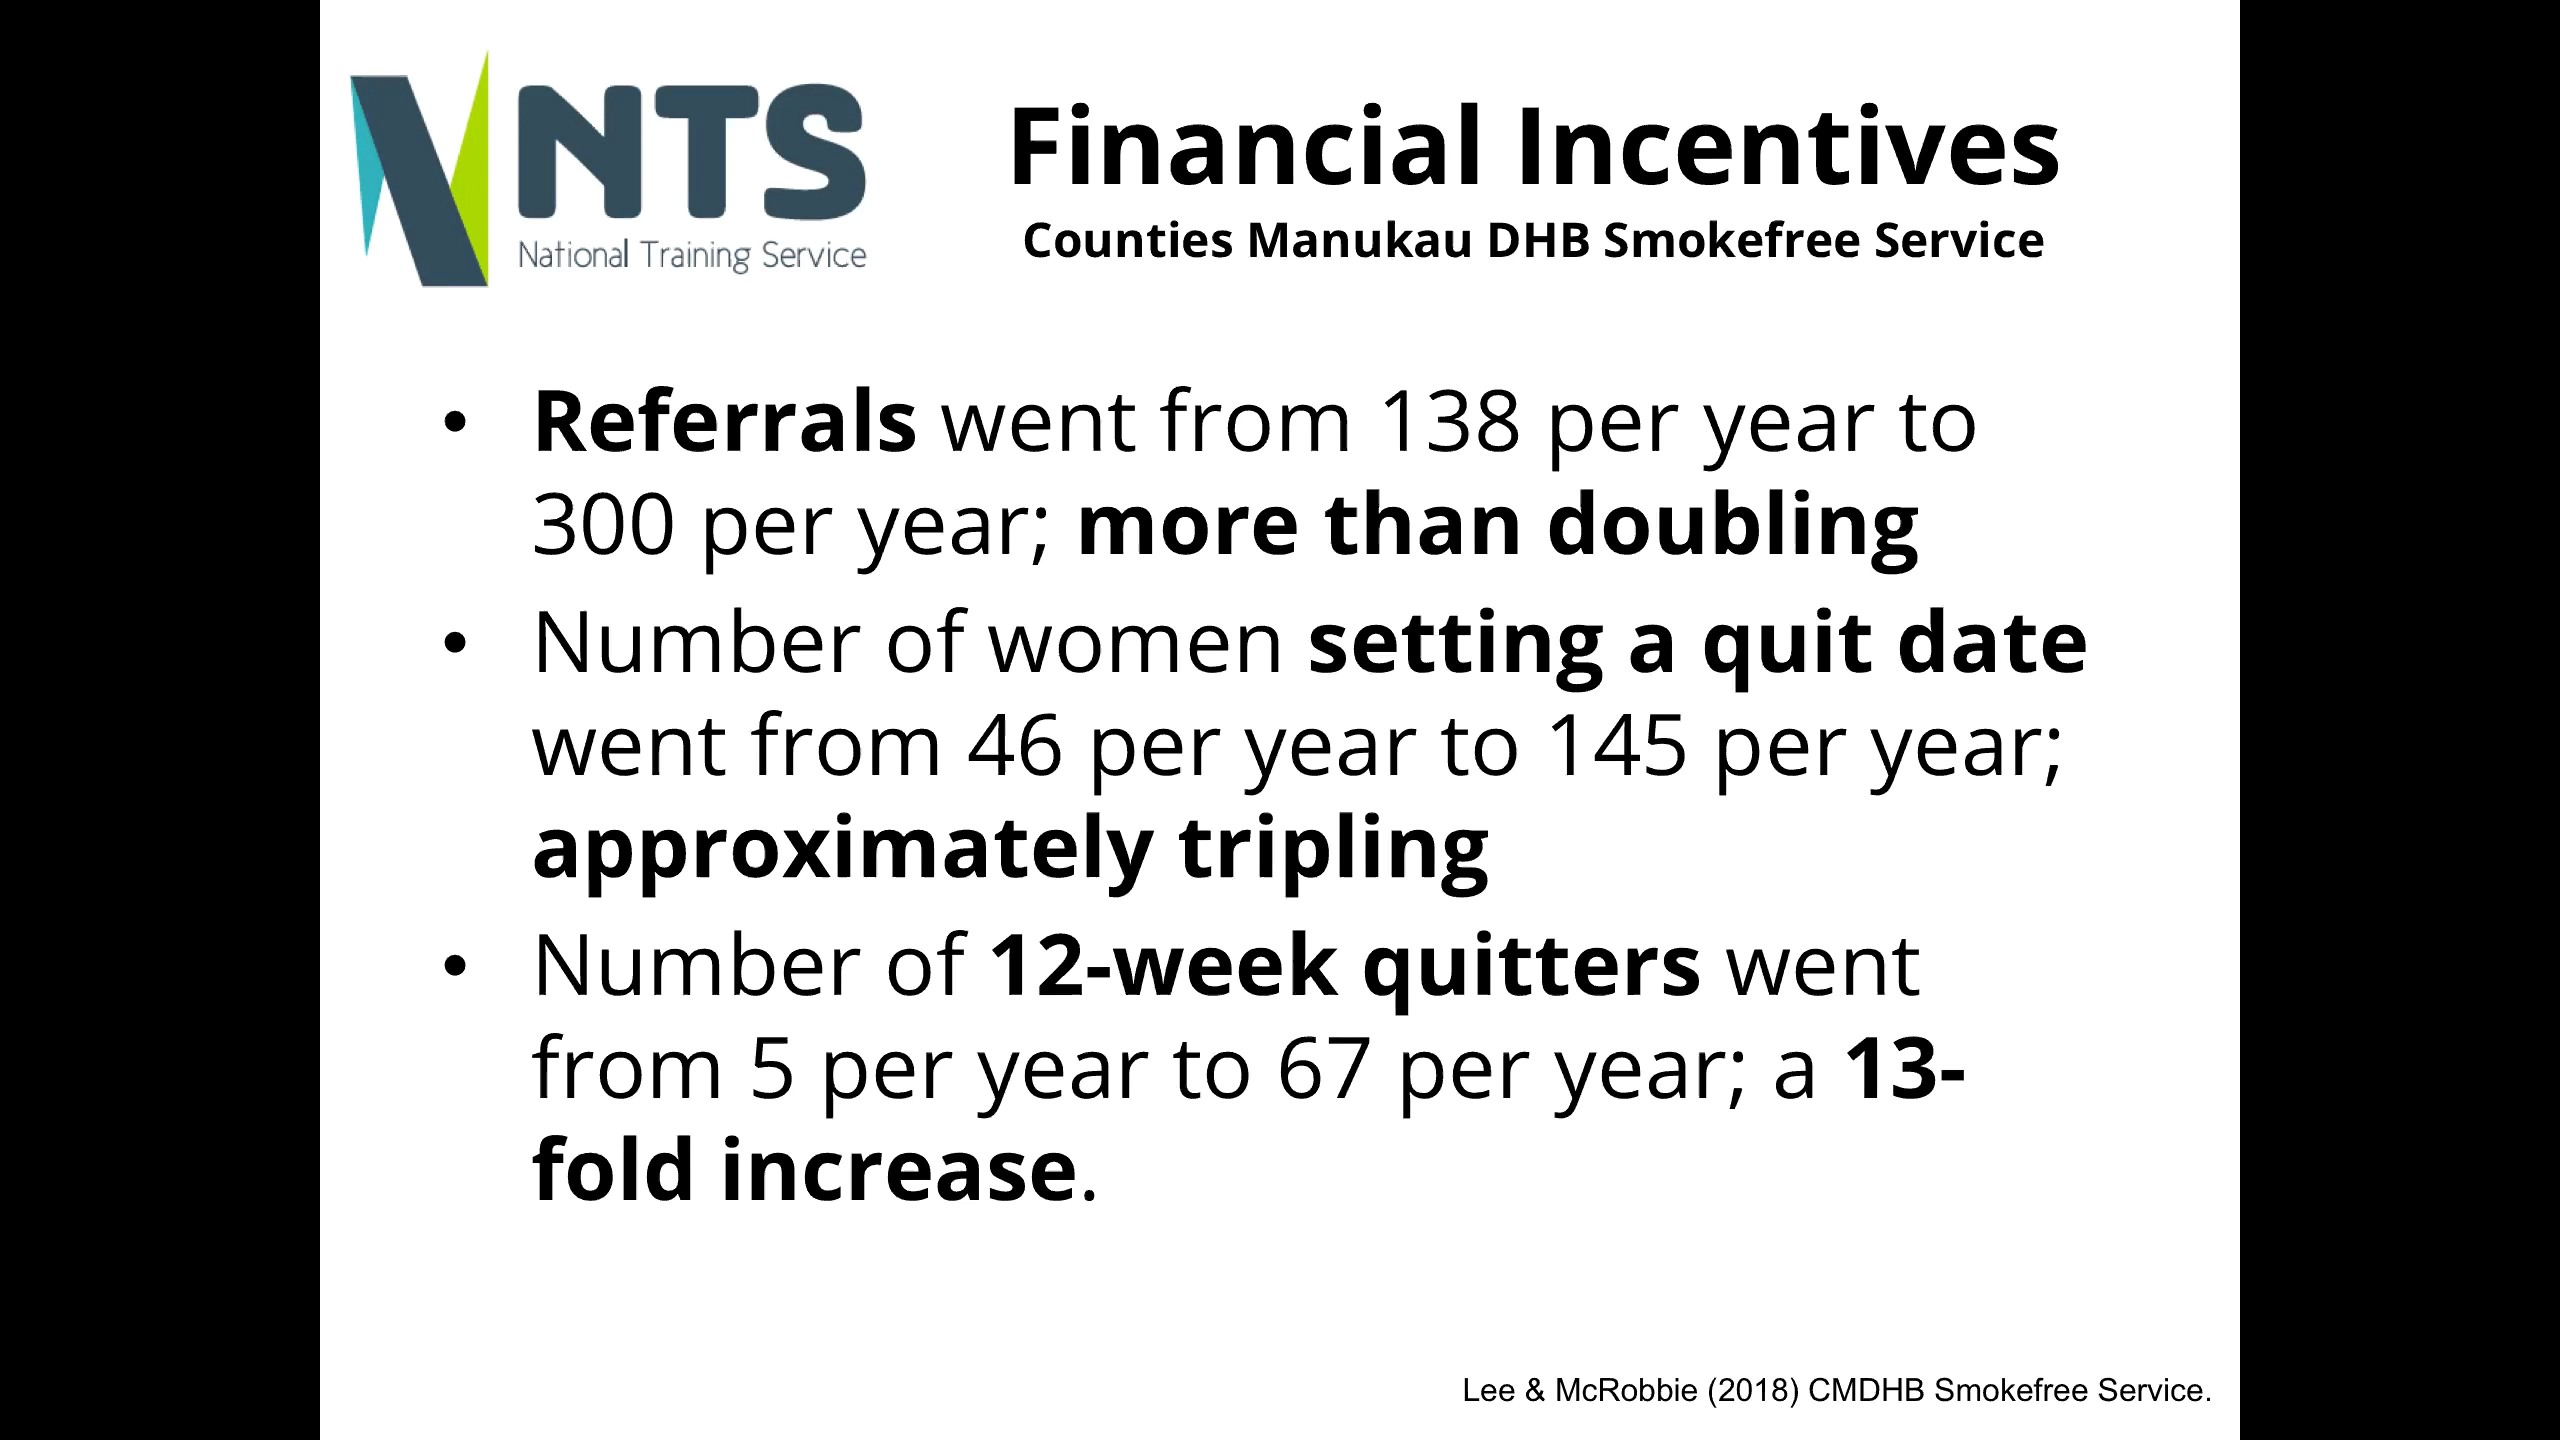 NTS
National Training Service
Financial Incentives
Counties Manukau DHB Smokefree Service
• Referrals went from 138 per year to
300 per year; more than doubling
• Number of women setting a quit date
went from 46 per year to 145 per year;
approximately tripling
• Number of 12-week quitters went
from 5 per year to 67 per year; a 13-
fold increase.
Lee & McRobbie (2018) CMDHB Smokefree Service.